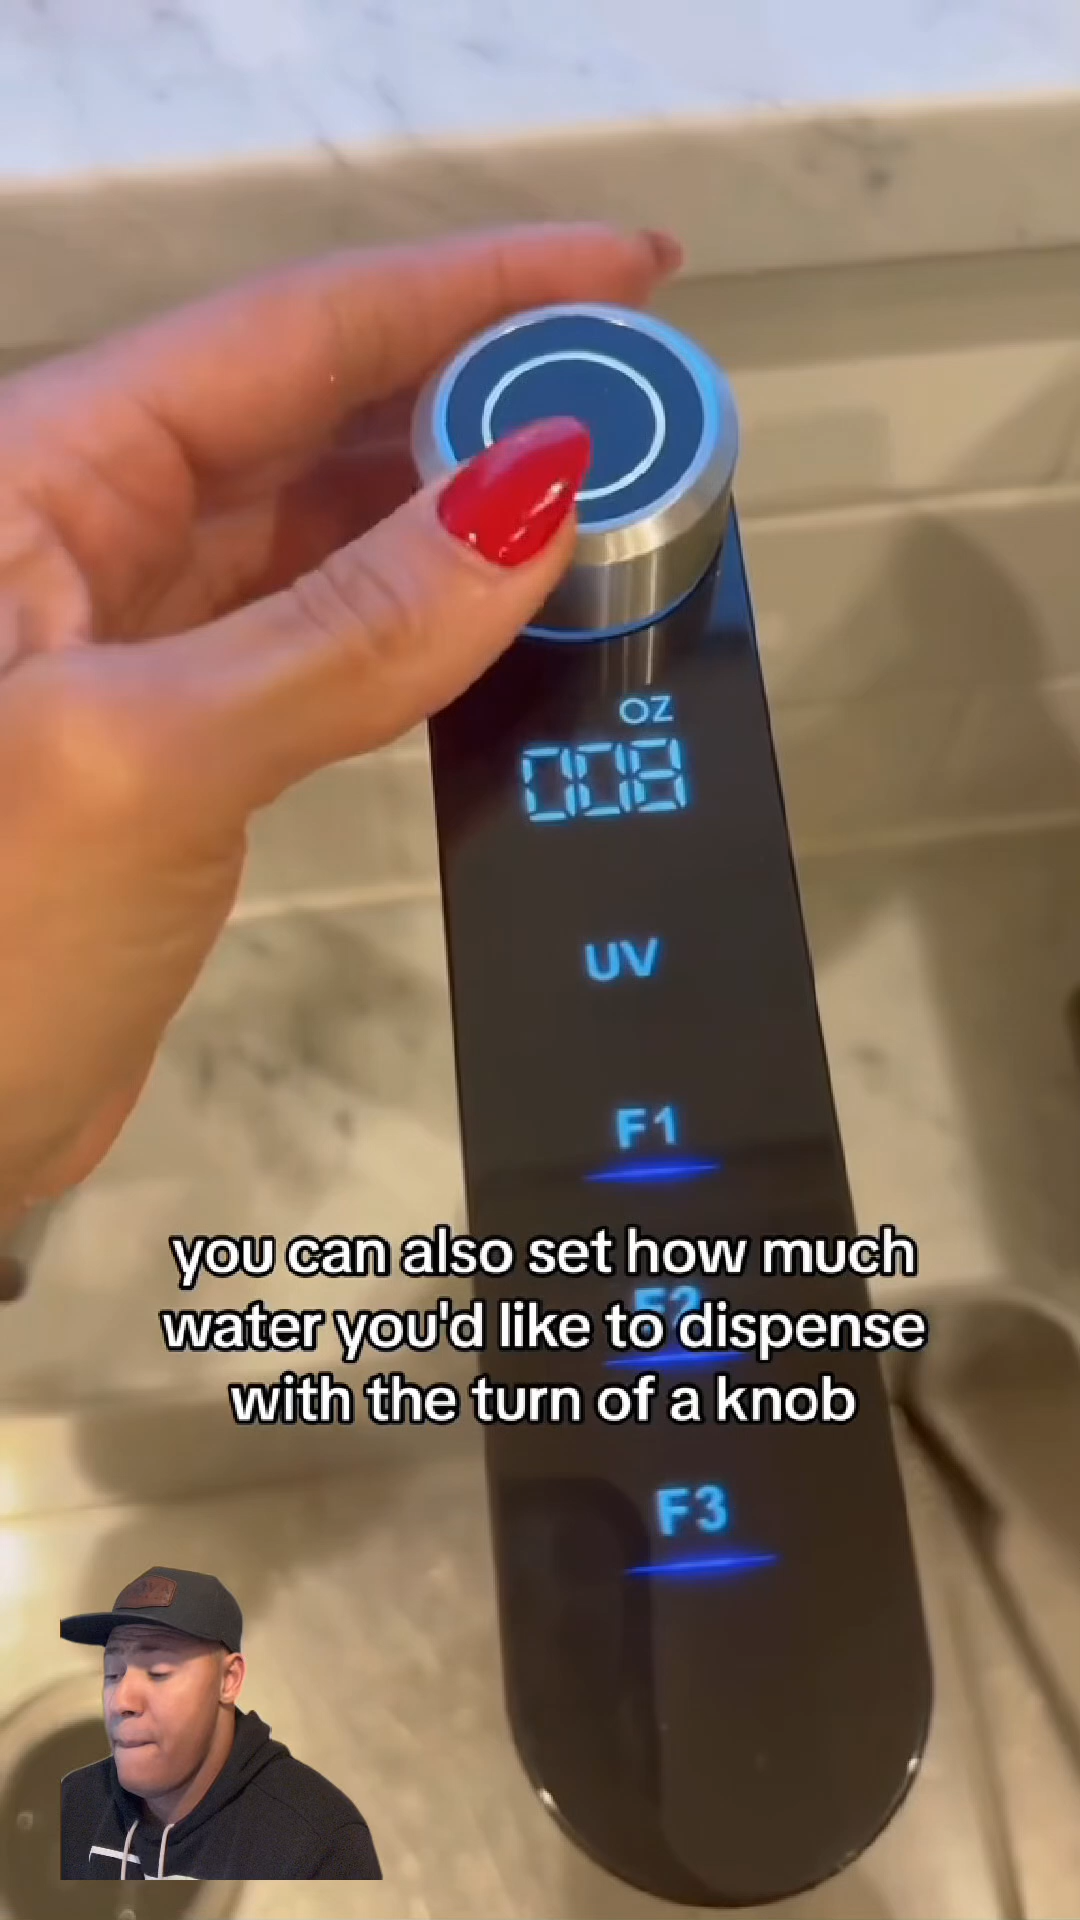 OZ
008
UV
F1
you can also set how much
F2
water you'd like to dispense
with the turn of a knob
F3